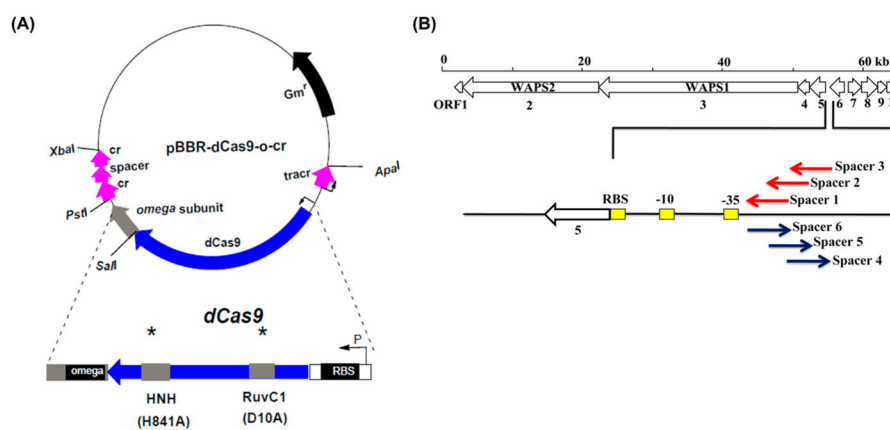 (A)
Gmr
XbaI
cr
spacer
cr
pBBR-dCas9-o-cr
tracr
ApaI
PstI
omega subunit
dCas9
SalI
dCas9
* *
P
omega
RBS
HNH
(H841A)
RuvC1
(D10A)
(B)
0 20 40 60 kb
WAPS2 WAPS1
ORF1 2 3 4 5 6 7 8 9
Spacer 3
Spacer 2
RBS -10 -35 Spacer 1
5
Spacer 6
Spacer 5
Spacer 4